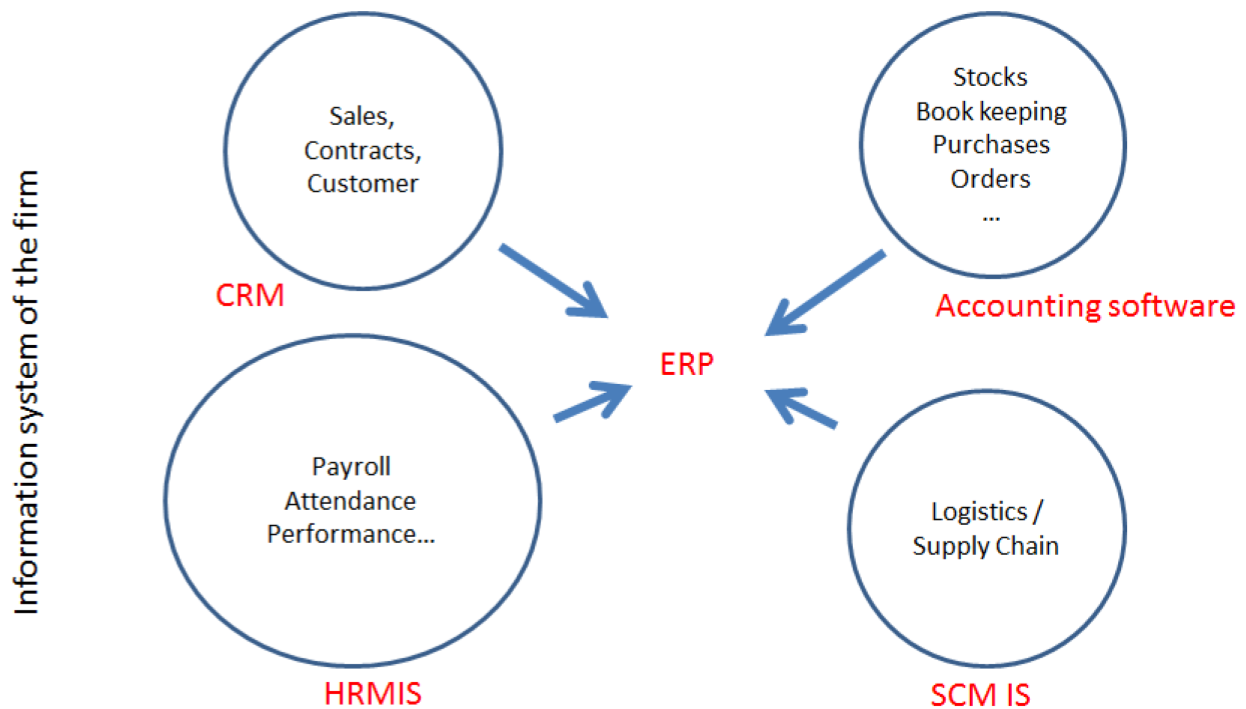 Information system of the firm
Sales,
Contracts,
Customer
CRM
Stocks
Book keeping
Purchases
Orders
...
Accounting software
ERP
Payroll
Attendance
Performance...
HRMIS
Logistics /
Supply Chain
SCM IS